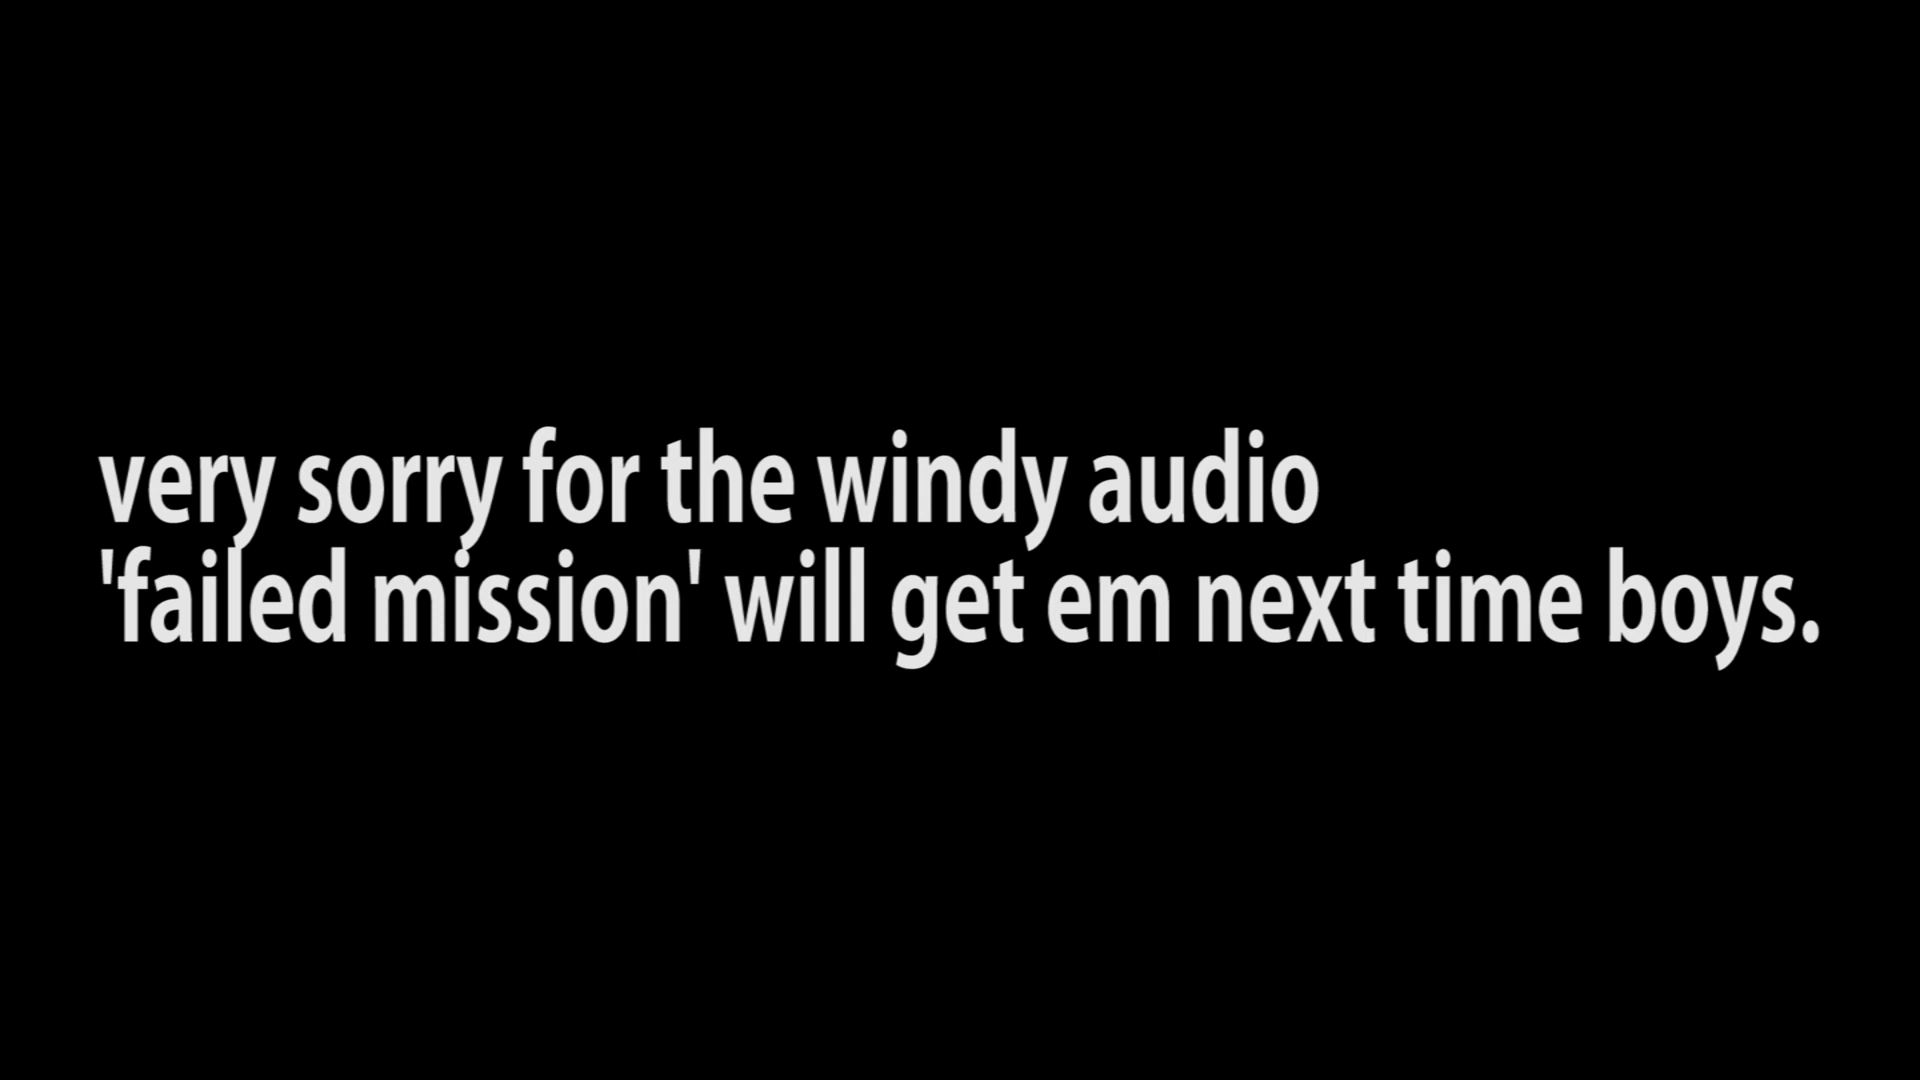 very sorry for the windy audio
'failed mission' will get em next time boys.